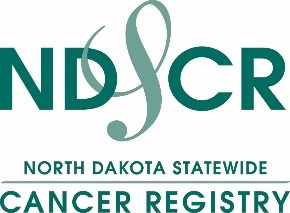 NDSCR
NORTH DAKOTA STATEWIDE
CANCER REGISTRY